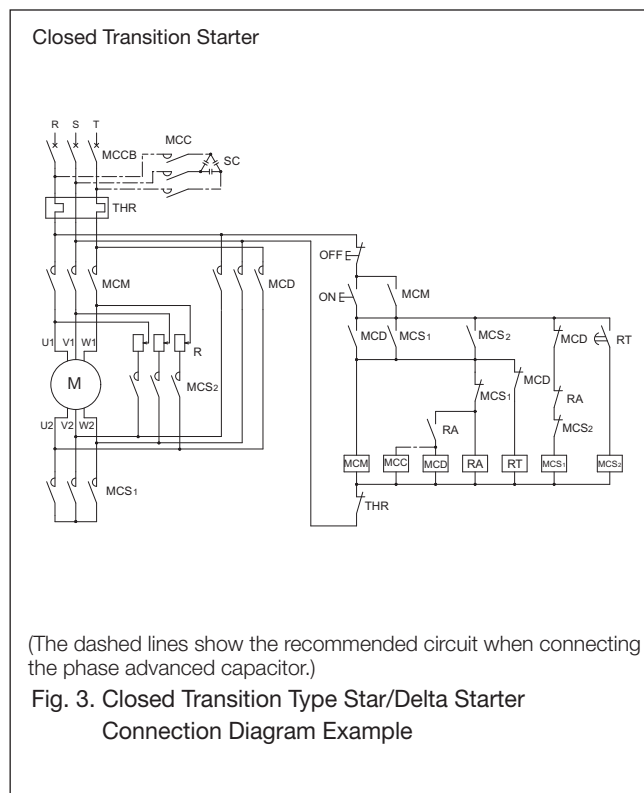 Closed Transition Starter
R S T
MCC
MCCB
SC
THR
OFF
MCM
MCD
ON
MCM
U1 V1 W1
R
MCD
MCS1
MCS2
MCD
RT
M
MCS2
MCS1
MCD
RA
U2 V2 W2
RA
MCS2
MCS1
MCM
MCC
MCD
RA
RT
MCS1
MCS2
THR
(The dashed lines show the recommended circuit when connecting
the phase advanced capacitor.)
Fig. 3. Closed Transition Type Star/Delta Starter
Connection Diagram Example